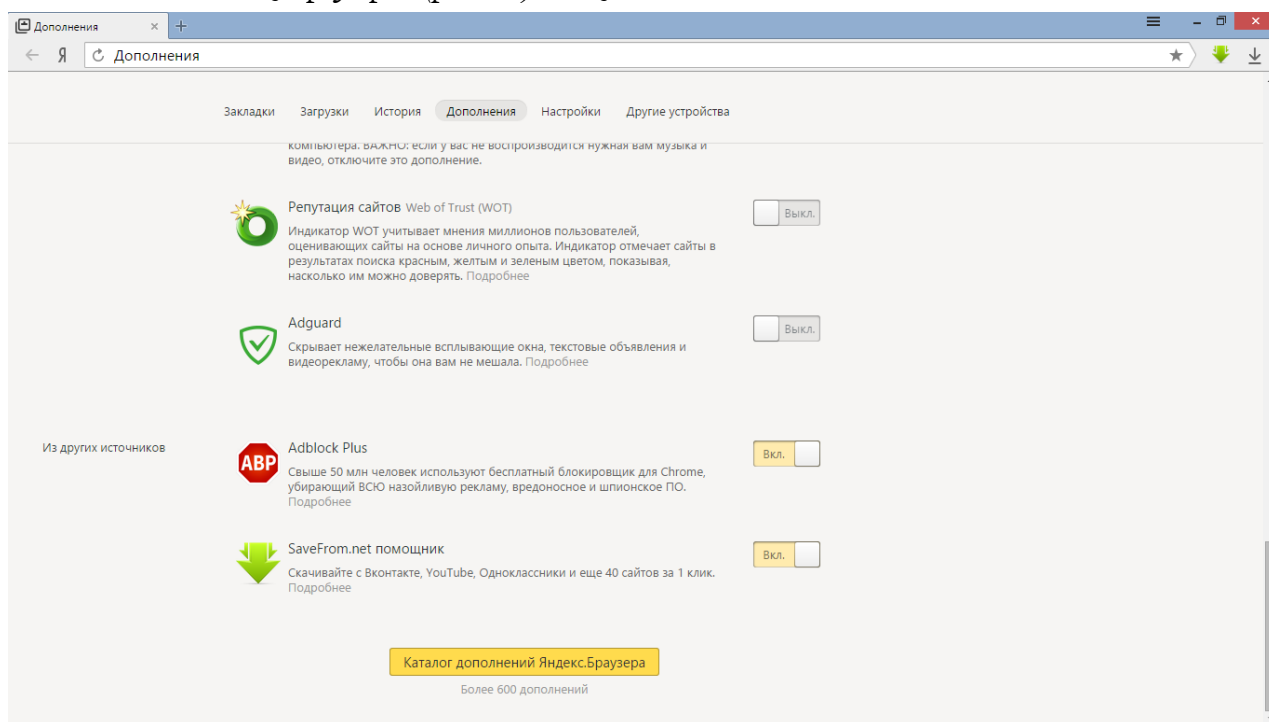 Дополнения
Дополнения
Закладки Загрузки История Дополнения Настройки Другие устройства
компьютера. ВАЖНО: если у вас не воспроизводится нужная вам музыка и
видео, отключите это дополнение.
Репутация сайтов Web of Trust (WOT)
Выкл.
Индикатор WOT учитывает мнения миллионов пользователей,
оценивающих сайты на основе личного опыта. Индикатор отмечает сайты в
результатах поиска красным, желтым и зеленым цветом, показывая,
насколько им можно доверять. Подробнее
Adguard
Выкл.
Скрывает нежелательные всплывающие окна, текстовые объявления и
видеорекламу, чтобы она вам не мешала. Подробнее
Из других источников
ABP
Adblock Plus
Вкл.
Свыше 50 млн человек используют бесплатный блокировщик для Chrome,
убирающий ВСЮ назойливую рекламу, вредоносное и шпионское ПО.
Подробнее
SaveFrom.net помощник
Вкл.
Скачивайте с Вконтакте, YouTube, Одноклассники и еще 40 сайтов за 1 клик.
Подробнее
Каталог дополнений Яндекс.Браузера
Более 600 дополнений